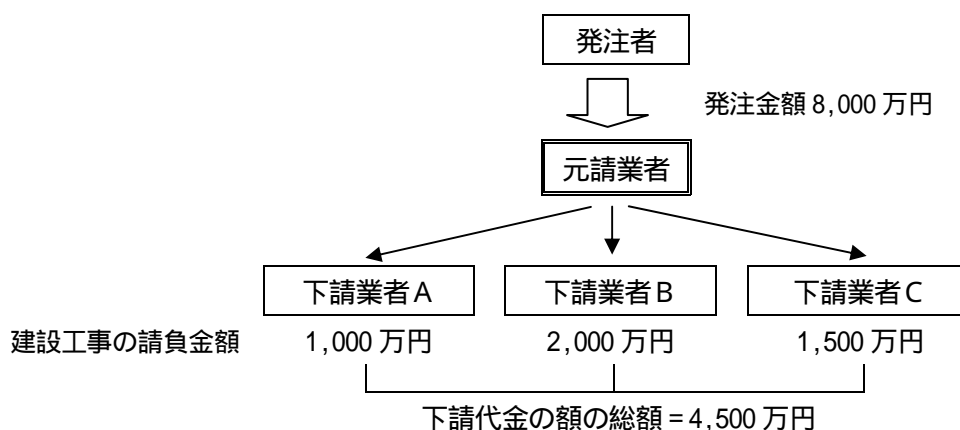 発注者
発注金額 8,000 万円
元請業者
下請業者A 下請業者B 下請業者C
建設工事の請負金額 1,000 万円 2,000 万円 1,500 万円
下請代金の額の総額 = 4,500 万円